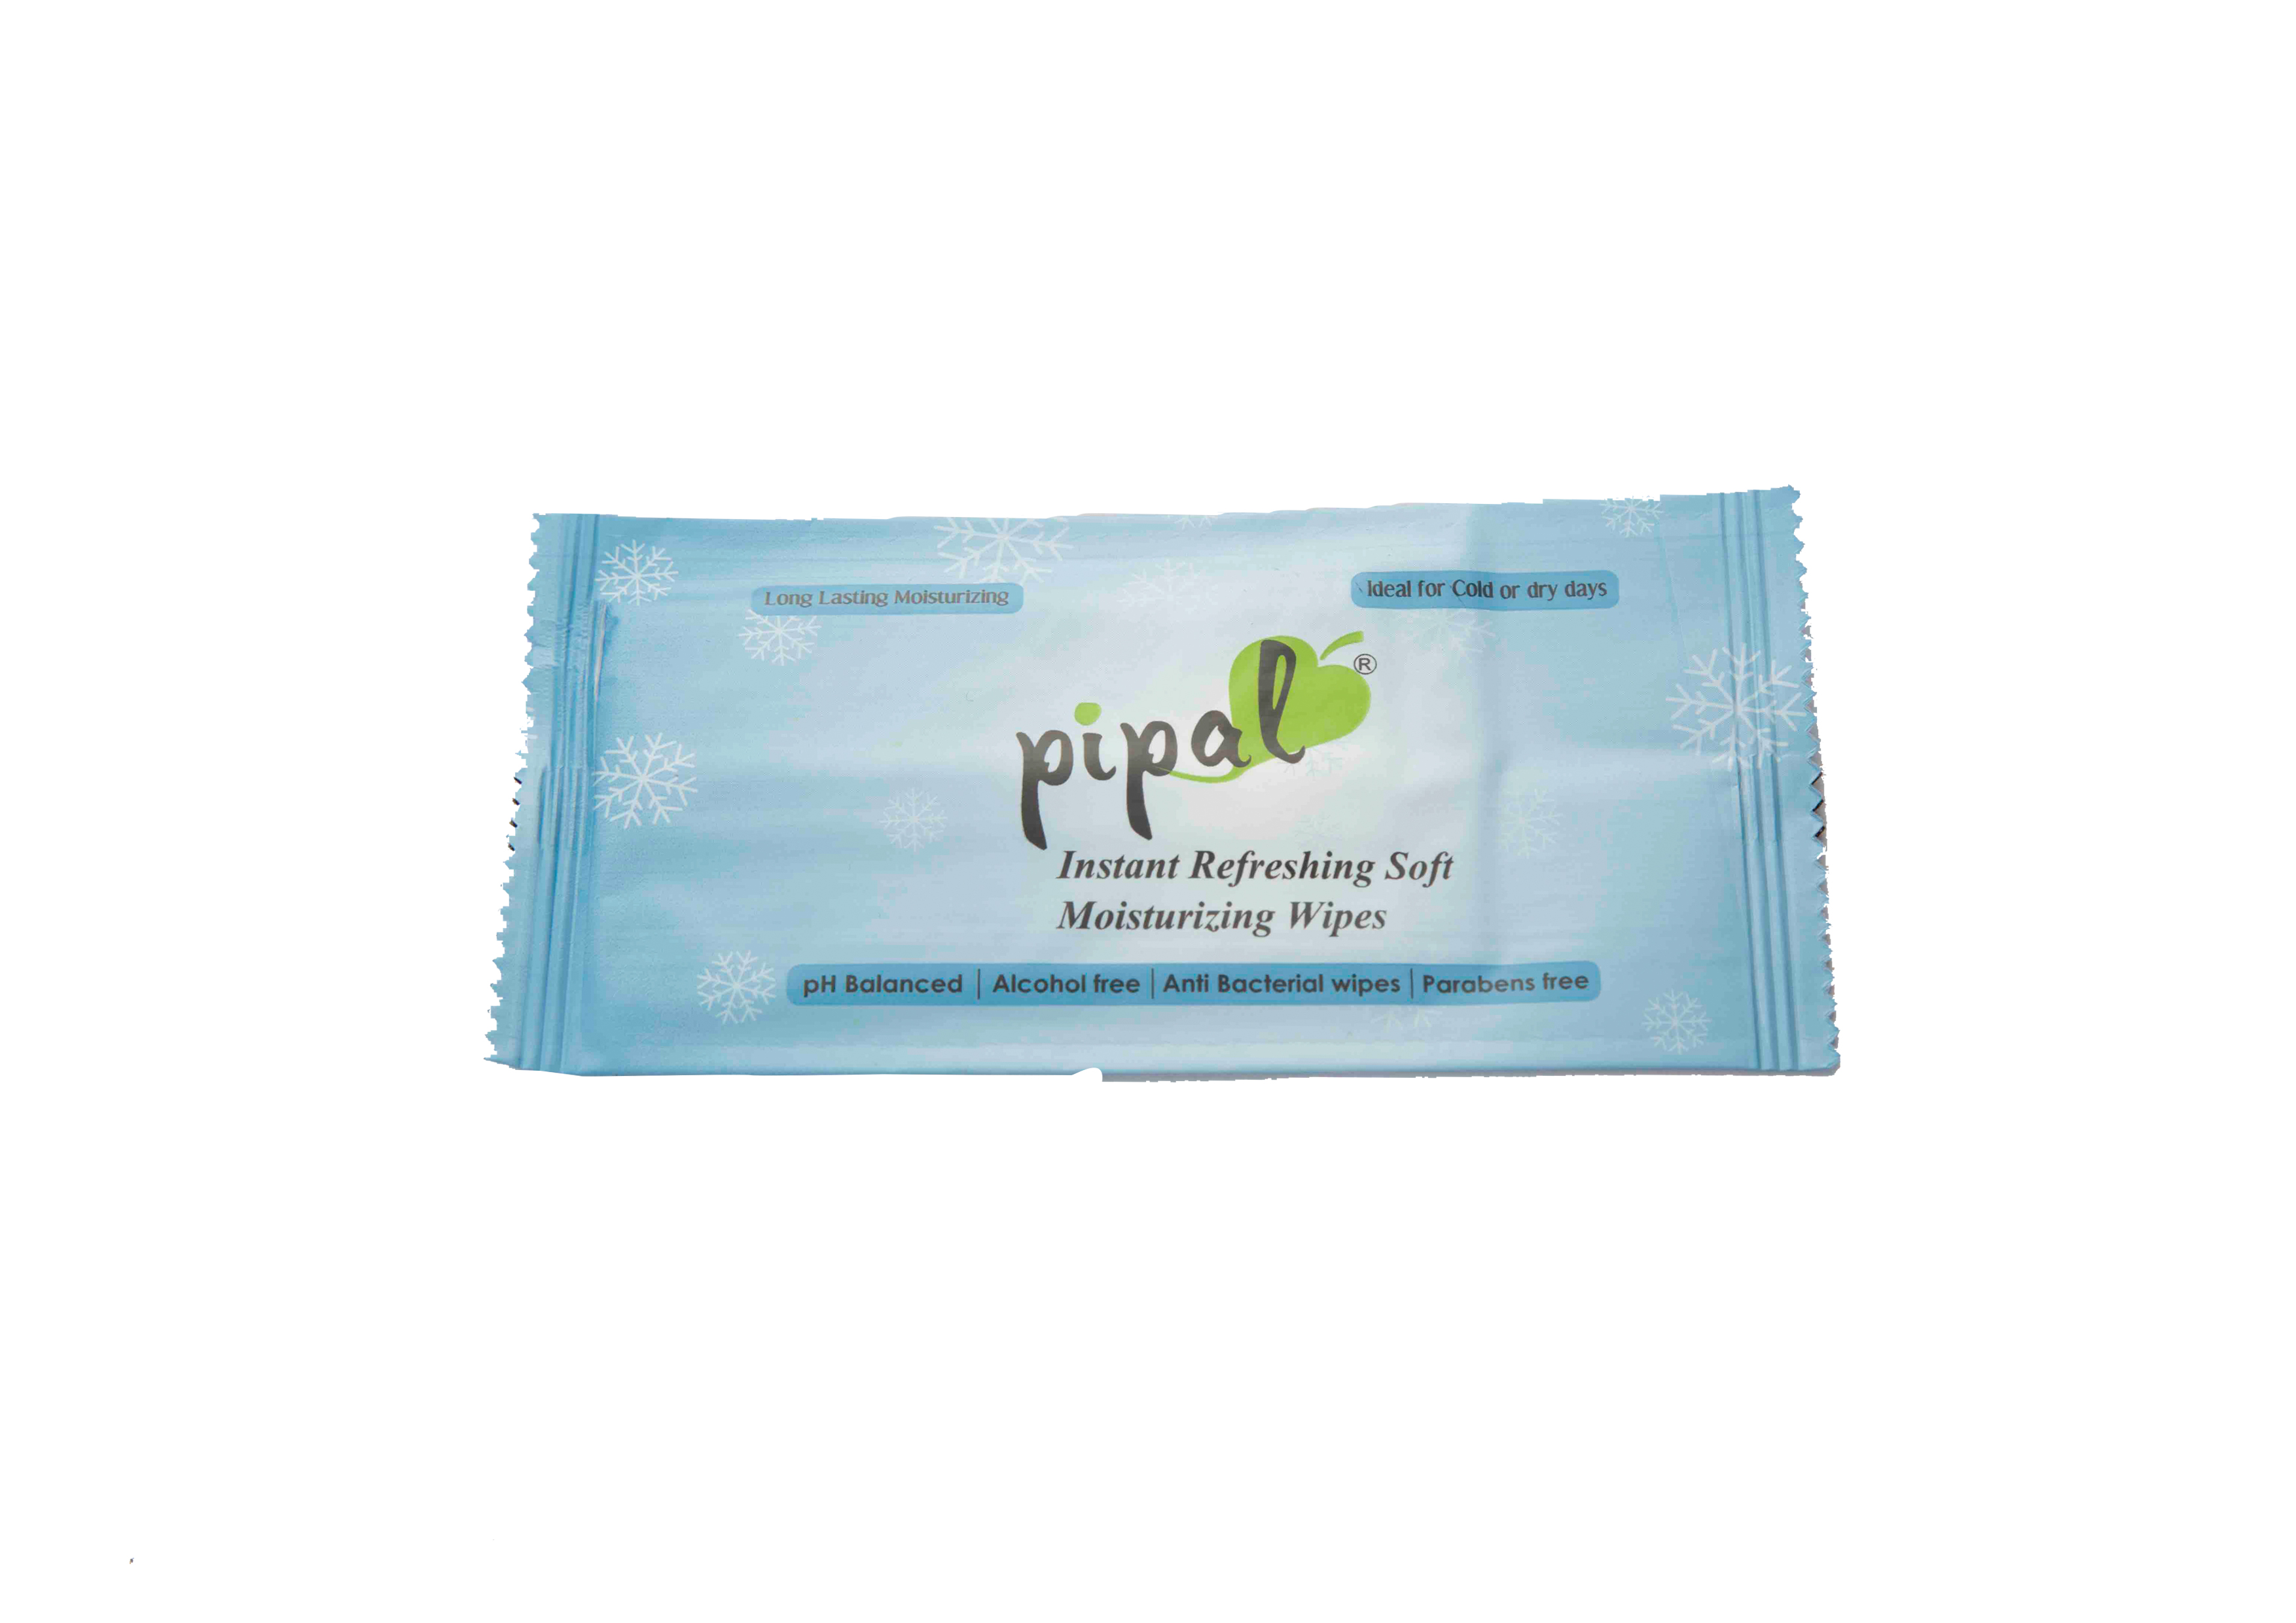 Long Lasting Moisturizing
Ideal for Cold or dry days
pipal®
Instant Refreshing Soft
Moisturizing Wipes
pH Balanced | Alcohol free | Anti Bacterial wipes | Parabens free